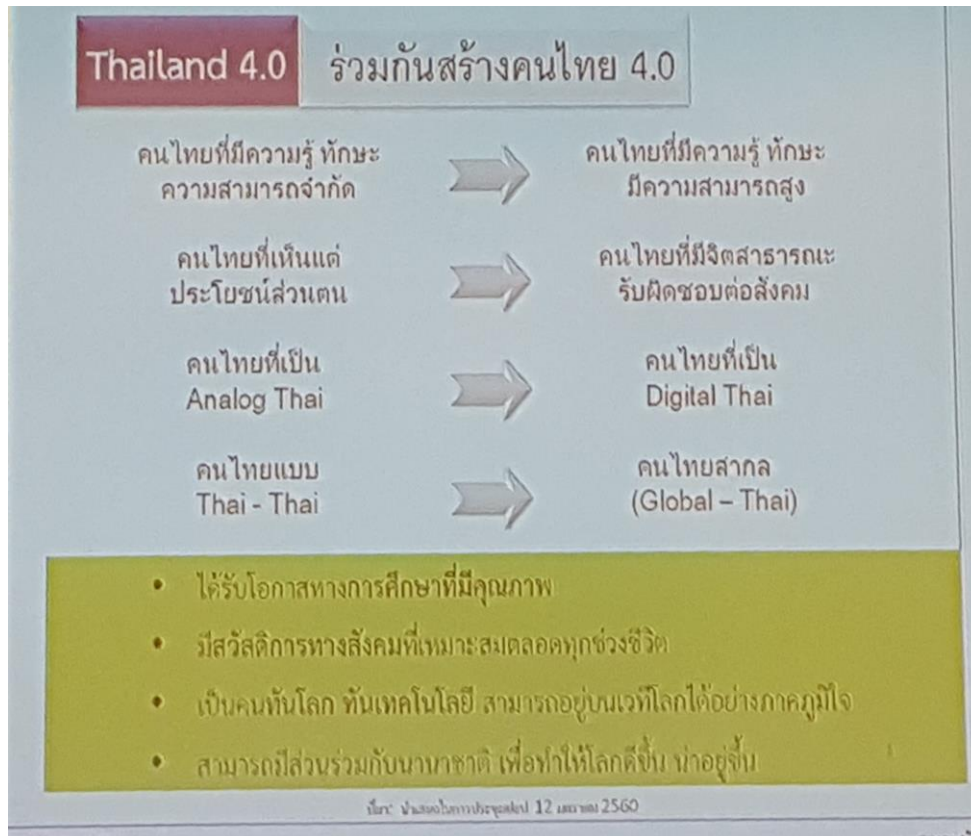 Thailand 4.0 ร่วมกันสร้างคนไทย 4.0
คนไทยที่มีความรู้ ทักษะ
ความสามารถจำกัด
คนไทยที่มีความรู้ ทักษะ
มีความสามารถสูง
คนไทยที่เห็นแต่
ประโยชน์ส่วนตน
คนไทยที่มีจิตสาธารณะ
รับผิดชอบต่อสังคม
คนไทยที่เป็น
Analog Thai
คนไทยที่เป็น
Digital Thai
คนไทยแบบ
Thai - Thai
คนไทยสากล
(Global – Thai)
• ได้รับโอกาสทางการศึกษาที่มีคุณภาพ
• มีสวัสดิการทางสังคมที่เหมาะสมตลอดทุกช่วงชีวิต
• เป็นคนทันโลก ทันเทคโนโลยี สามารถอยู่บนเวทีโลกได้อย่างภาคภูมิใจ
• สามารถมีส่วนร่วมกับนานาชาติ เพื่อทำให้โลกดีขึ้น น่าอยู่ขึ้น
ที่มา: 12 มกราคม 2560